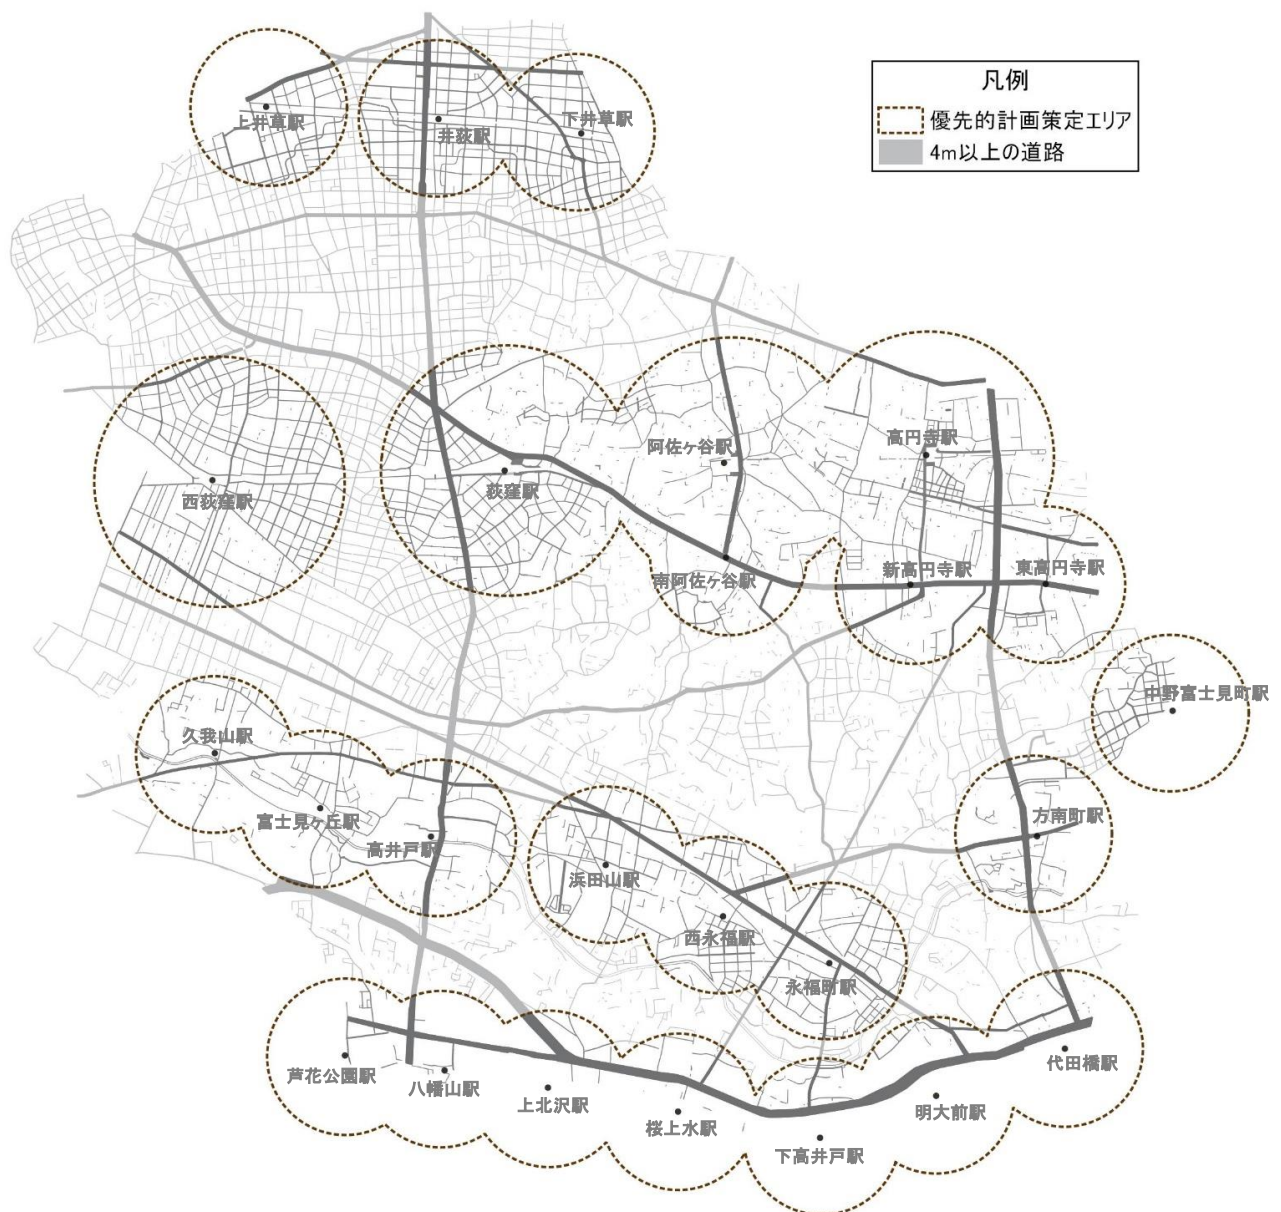 凡例
優先的計画策定エリア
4m以上の道路
上井草駅
井荻駅
下井草駅
西荻窪駅
荻窪駅
阿佐ヶ谷駅
高円寺駅
南阿佐ヶ谷駅
新高円寺駅
東高円寺駅
中野富士見町駅
久我山駅
富士見ヶ丘駅
高井戸駅
浜田山駅
西永福駅
永福町駅
方南町駅
芦花公園駅
八幡山駅
上北沢駅
桜上水駅
下高井戸駅
明大前駅
代田橋駅